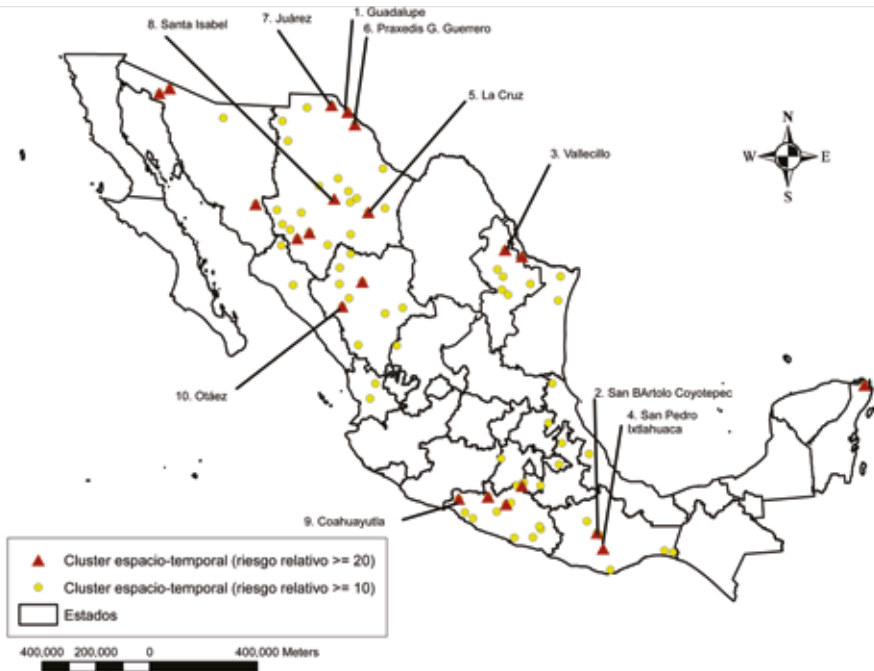 7. Juárez
1. Guadalupe
8. Santa Isabel
6. Praxedis G. Guerrero
5. La Cruz
N
W E
S
3. Vallecillo
10. Otáez
2. San BArtolo Coyotepec
4. San Pedro
Ixtlahuaca
9. Coahuayutla
Cluster espacio-temporal (riesgo relativo >= 20)
Cluster espacio-temporal (riesgo relativo >= 10)
Estados
400,000 200,000 0 400,000 Meters